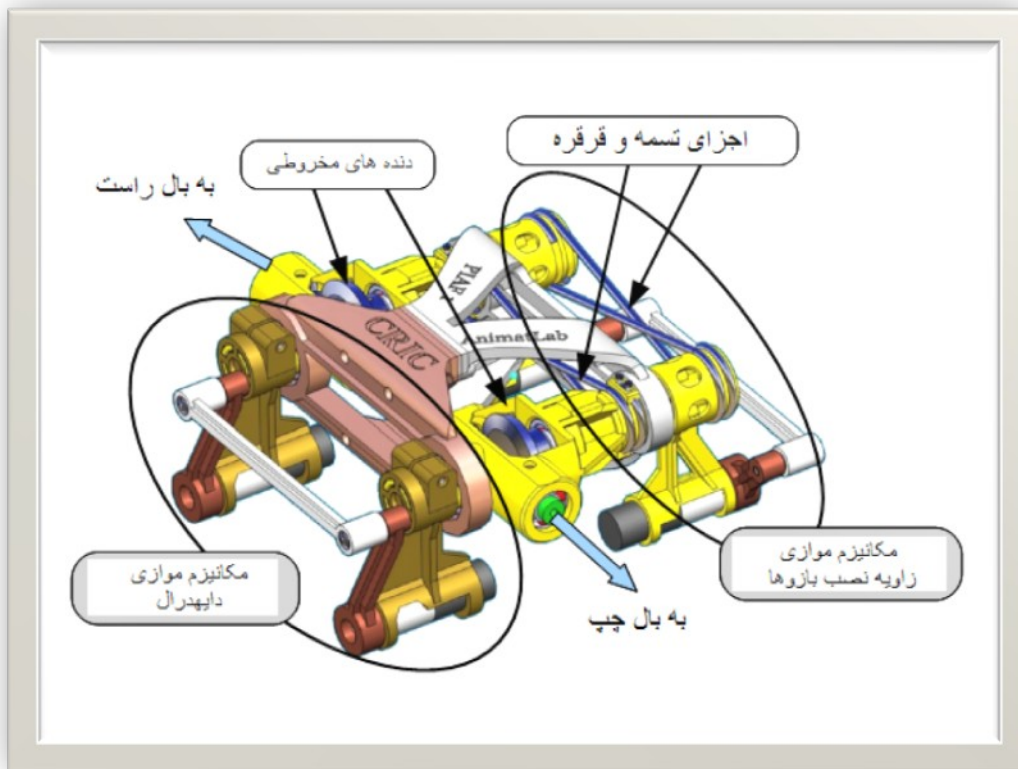 اجزای تسمه و قرقره
دنده های مخروطی
به بال راست
PIAF
CRIC
AnimatLab
مکانیزم موازی
زاویه نصب بازوها
مکانیزم موازی
دایهدرال
به بال چپ